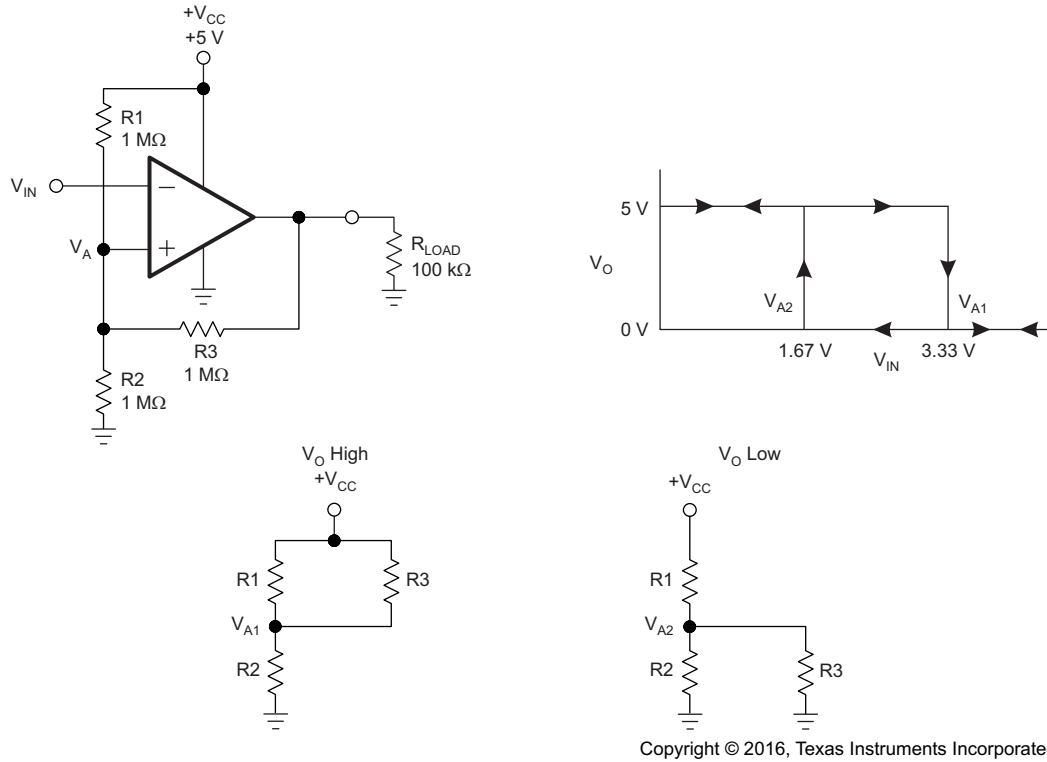 +VCC
+5 V
R1
1 MΩ
VIN
−
VA
+
RLOAD
100 kΩ
R3
1 MΩ
R2
1 MΩ
5 V
VO
VA2
VA1
0 V
1.67 V
VIN
3.33 V
VO High
+VCC
R1
R3
VA1
R2
VO Low
+VCC
R1
VA2
R2
R3
Copyright © 2016, Texas Instruments Incorporate